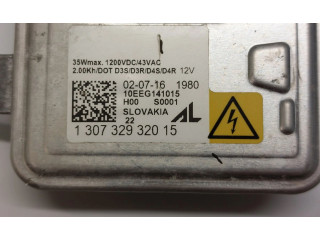 35Wmax. 1200VDC/43VAC
2.00Kh/DOT D3S/D3R/D4S/D4R 12V
02-07-16 1980
10EEG141015
H00 S0001
SLOVAKIA
22
AL
1 307 329 320 15